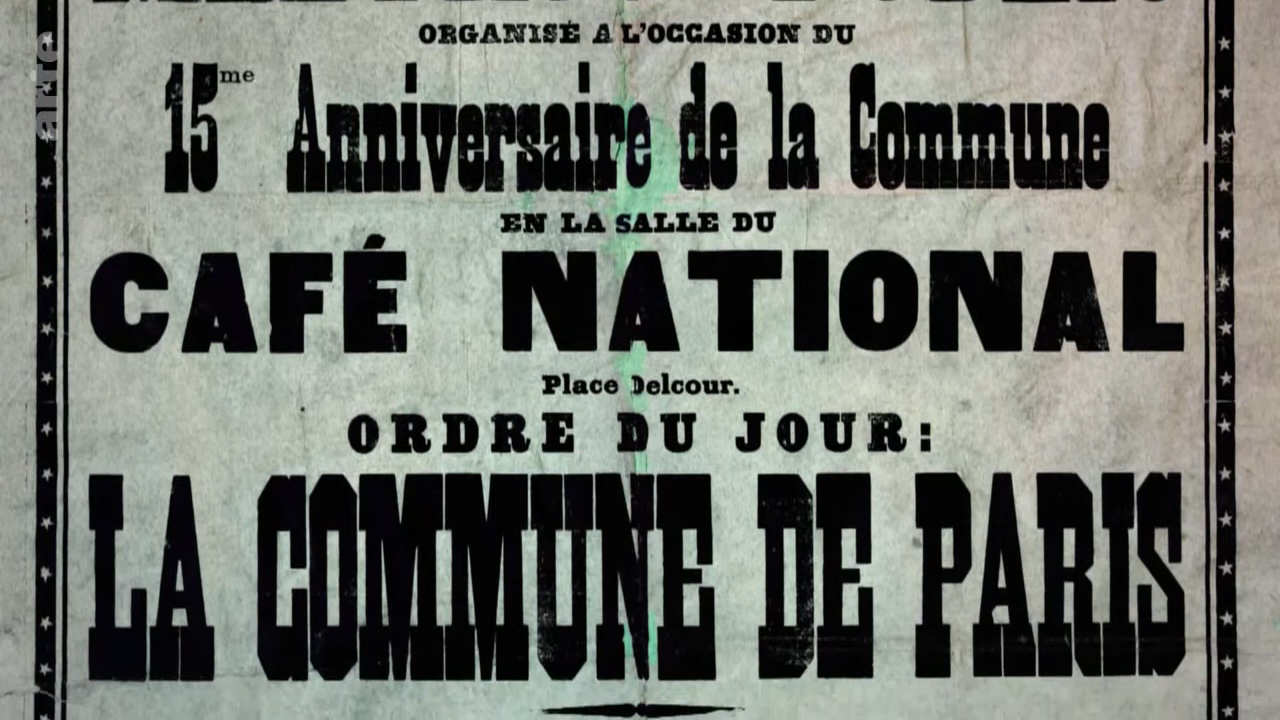 ORGANISÉ A L'OCCASION DU
15me Anniversaire de la Commune
EN LA SALLE DU
CAFÉ NATIONAL
Place Delcour.
ORDRE DU JOUR:
LA COMMUNE DE PARIS
arte